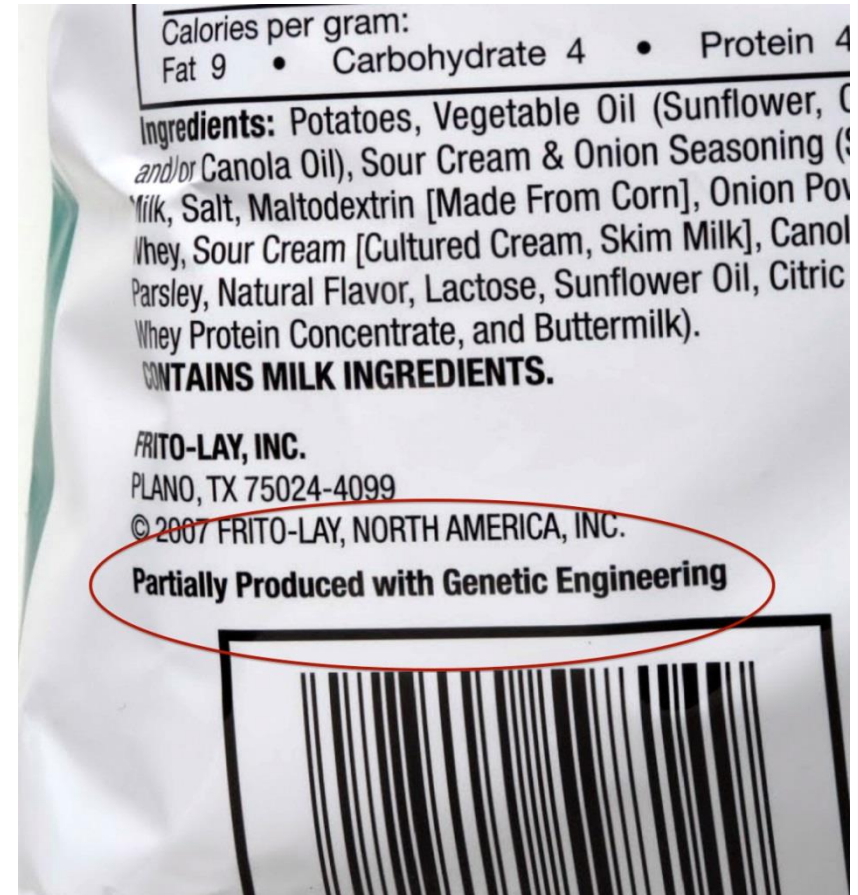 Calories per gram:
Fat 9 • Carbohydrate 4 • Protein 4
Ingredients: Potatoes, Vegetable Oil (Sunflower,
and/or Canola Oil), Sour Cream & Onion Seasoning (
Milk, Salt, Maltodextrin [Made From Corn], Onion
Whey, Sour Cream [Cultured Cream, Skim Milk],
Parsley, Natural Flavor, Lactose, Sunflower Oil, Citric
Whey Protein Concentrate, and Buttermilk).
CONTAINS MILK INGREDIENTS.
FRITO-LAY, INC.
PLANO, TX 75024-4099
© 2007 FRITO-LAY, NORTH AMERICA, INC.
Partially Produced with Genetic Engineering